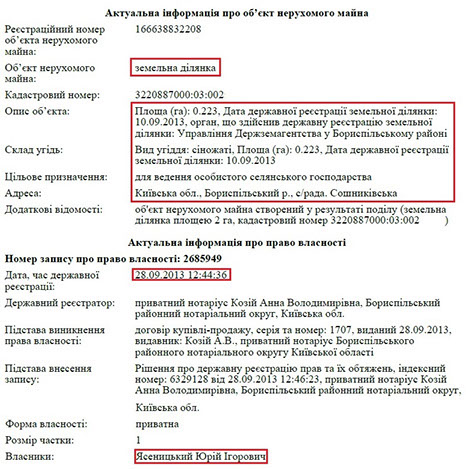 Актуальна інформація про об'єкт нерухомого майна
Реєстраційний номер 166638832208
об'єкта нерухомого
майна:
Об'єкт нерухомого земельна ділянка
майна:
Кадастровий номер: 3220887000:03:002
Опис об'єкта: Площа (га): 0.223, Дата державної реєстрації земельної ділянки:
10.09.2013, орган, що здійснив державну реєстрацію земельної
ділянки: Управління Держземагентства у Бориспільському районі
Склад угідь: Вид угіддя: сіножаті, Площа (га): 0.223, Дата державної реєстрації
земельної ділянки: 10.09.2013
Цільове призначення: для ведення особистого селянського господарства
Адреса: Київська обл., Бориспільський р., с/рада. Сошниківська
Додаткові відомості: об'єкт нерухомого майна створений у результаті поділу (земельна
ділянка площею 2 га, кадастровий номер 3220887000:03:002 )
Актуальна інформація про право власності
Номер запису про право власності: 2685949
Дата, час державної 28.09.2013 12:44:36
реєстрації:
Державний реєстратор: приватний нотаріус Козій Анна Володимирівна, Бориспільський
районний нотаріальний округ, Київська обл.
Підстава виникнення договір купівлі-продажу, серія та номер: 1707, виданий 28.09.2013,
права власності: видавник: Козій А.В., приватний нотаріус Бориспільського
районного нотаріального округу Київської області
Підстава внесення Рішення про державну реєстрацію прав та їх обтяжень, індексний
запису: номер: 6329128 від 28.09.2013 12:46:23, приватний нотаріус Козій
Анна Володимирівна, Бориспільський районний нотаріальний округ,
Київська обл.
Форма власності: приватна
Розмір частки: 1
Власники: Ясеницький Юрій Ігорович